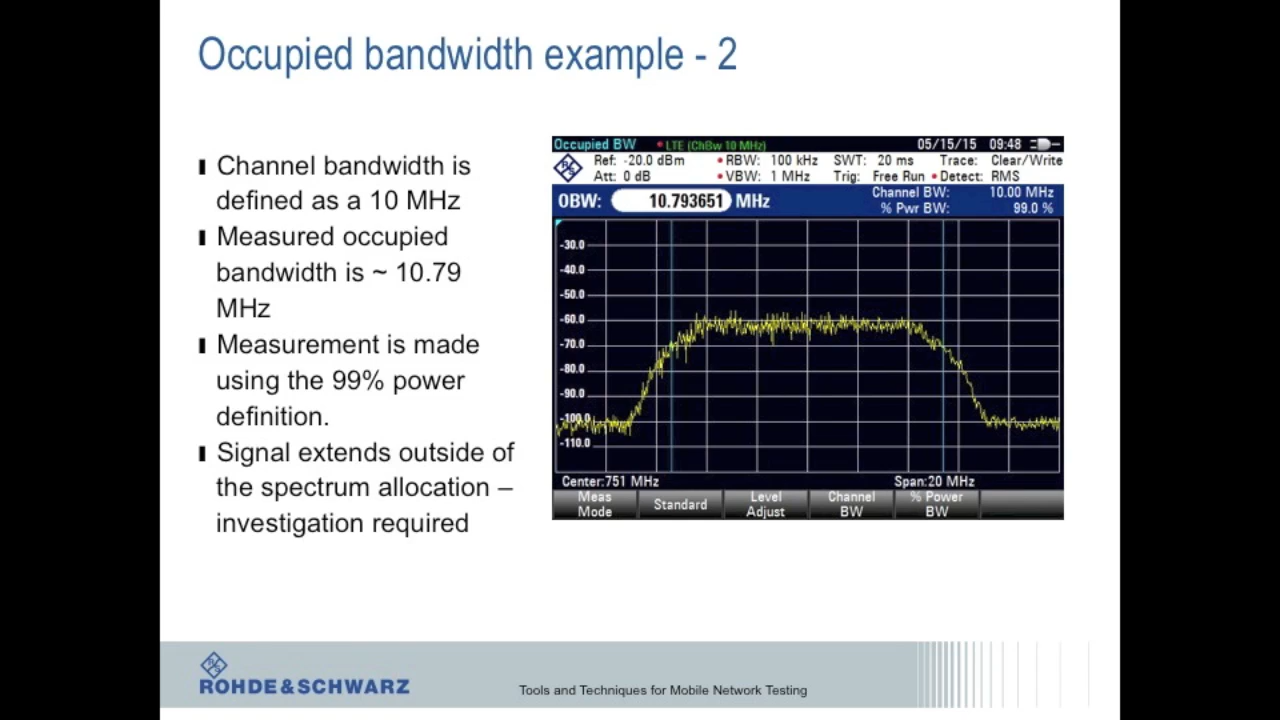 Occupied bandwidth example - 2
Channel bandwidth is
defined as a 10 MHz
Measured occupied
bandwidth is ~ 10.79
MHz
Measurement is made
using the 99% power
definition.
Signal extends outside of
the spectrum allocation –
investigation required
Occupied BW LTE (ChBw 10 MHz) 05/15/15 09:48
Ref: -20.0 dBm RBW: 100 kHz SWT: 20 ms Trace: Clear/Write
Att: 0 dB VBW: 1 MHz Trig: Free Run Detect: RMS
OBW: 10.793651 MHz
Channel BW: 10.00 MHz
% Pwr BW: 99.0 %
-30.0
-40.0
-50.0
-60.0
-70.0
-80.0
-90.0
-100.0
-110.0
Center:751 MHz Span:20 MHz
Meas
Mode
Standard
Level
Adjust
Channel
BW
% Power
BW
R S
ROHDE&SCHWARZ
Tools and Techniques for Mobile Network Testing